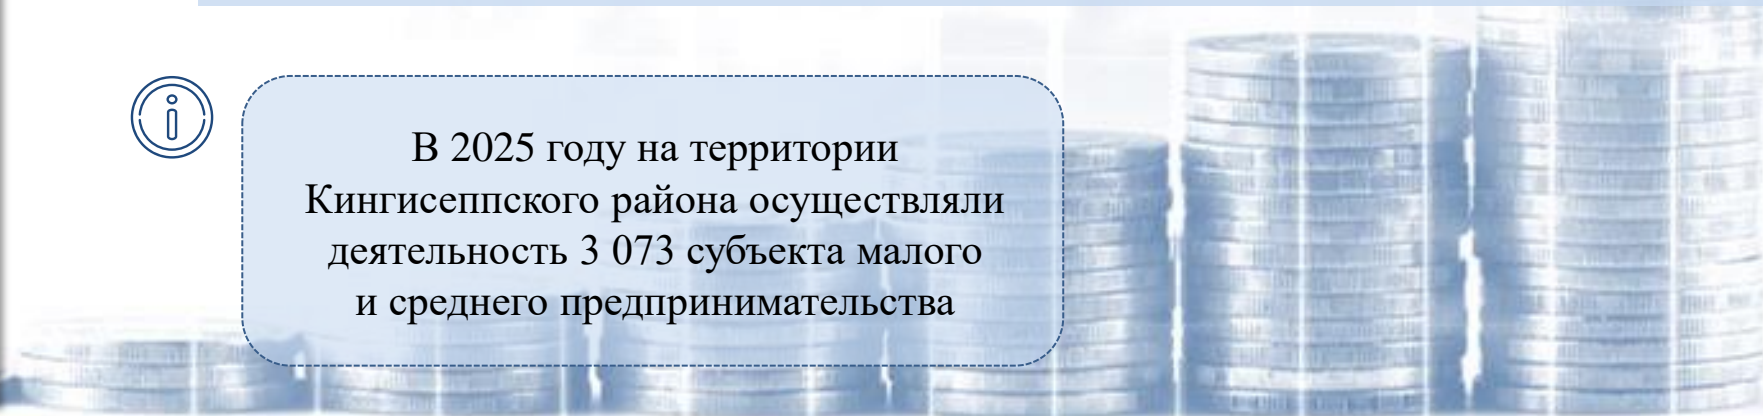 В 2025 году на территории
Кингисеппского района осуществляли
деятельность 3 073 субъекта малого
и среднего предпринимательства